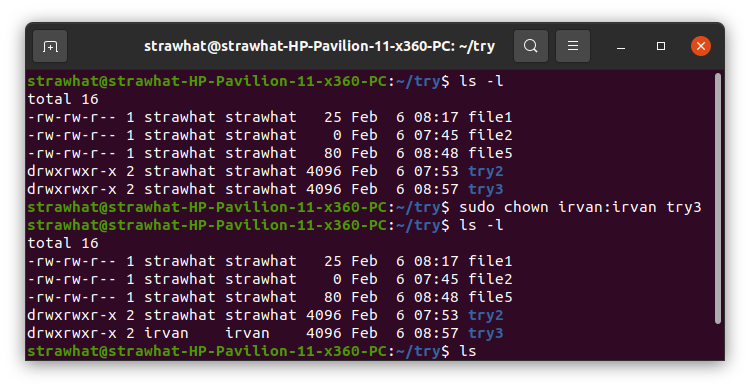 strawhat@strawhat-HP-Pavilion-11-x360-PC: ~/try
strawhat@strawhat-HP-Pavilion-11-x360-PC:~/try$ ls -l
total 16
-rw-rw-r-- 1 strawhat strawhat   25 Feb  6 08:17 file1
-rw-rw-r-- 1 strawhat strawhat    0 Feb  6 07:45 file2
-rw-rw-r-- 1 strawhat strawhat   80 Feb  6 08:48 file5
drwxrwxr-x 2 strawhat strawhat 4096 Feb  6 07:53 try2
drwxrwxr-x 2 strawhat strawhat 4096 Feb  6 08:57 try3
strawhat@strawhat-HP-Pavilion-11-x360-PC:~/try$ sudo chown irvan:irvan try3
strawhat@strawhat-HP-Pavilion-11-x360-PC:~/try$ ls -l
total 16
-rw-rw-r-- 1 strawhat strawhat   25 Feb  6 08:17 file1
-rw-rw-r-- 1 strawhat strawhat    0 Feb  6 07:45 file2
-rw-rw-r-- 1 strawhat strawhat   80 Feb  6 08:48 file5
drwxrwxr-x 2 strawhat strawhat 4096 Feb  6 07:53 try2
drwxrwxr-x 2 irvan    irvan    4096 Feb  6 08:57 try3
strawhat@strawhat-HP-Pavilion-11-x360-PC:~/try$ ls